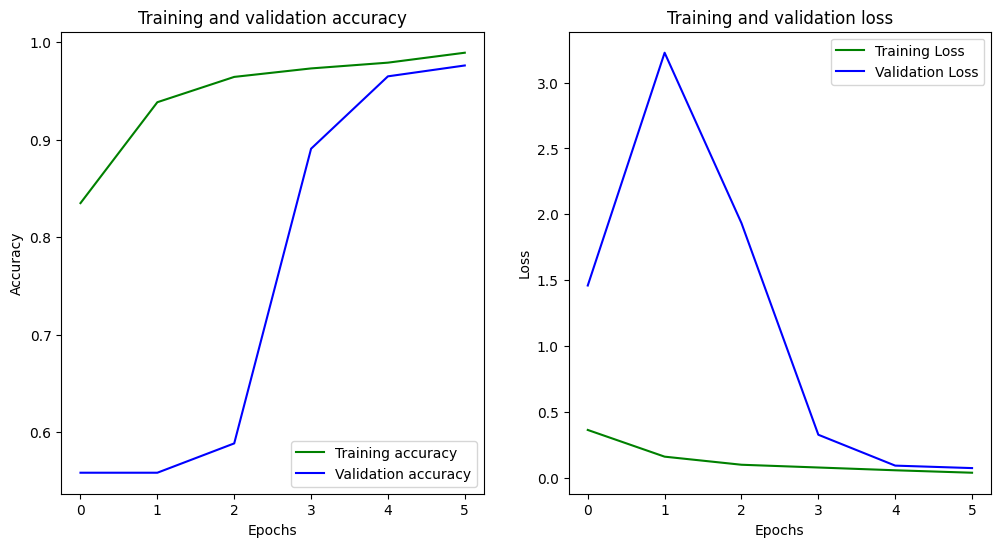 Training and validation accuracy
1.0
0.9
0.8
0.7
0.6
Accuracy
Training accuracy
Validation accuracy
0 1 2 3 4 5
Epochs
Training and validation loss
Training Loss
Validation Loss
3.0
2.5
2.0
1.5
1.0
0.5
0.0
Loss
0 1 2 3 4 5
Epochs